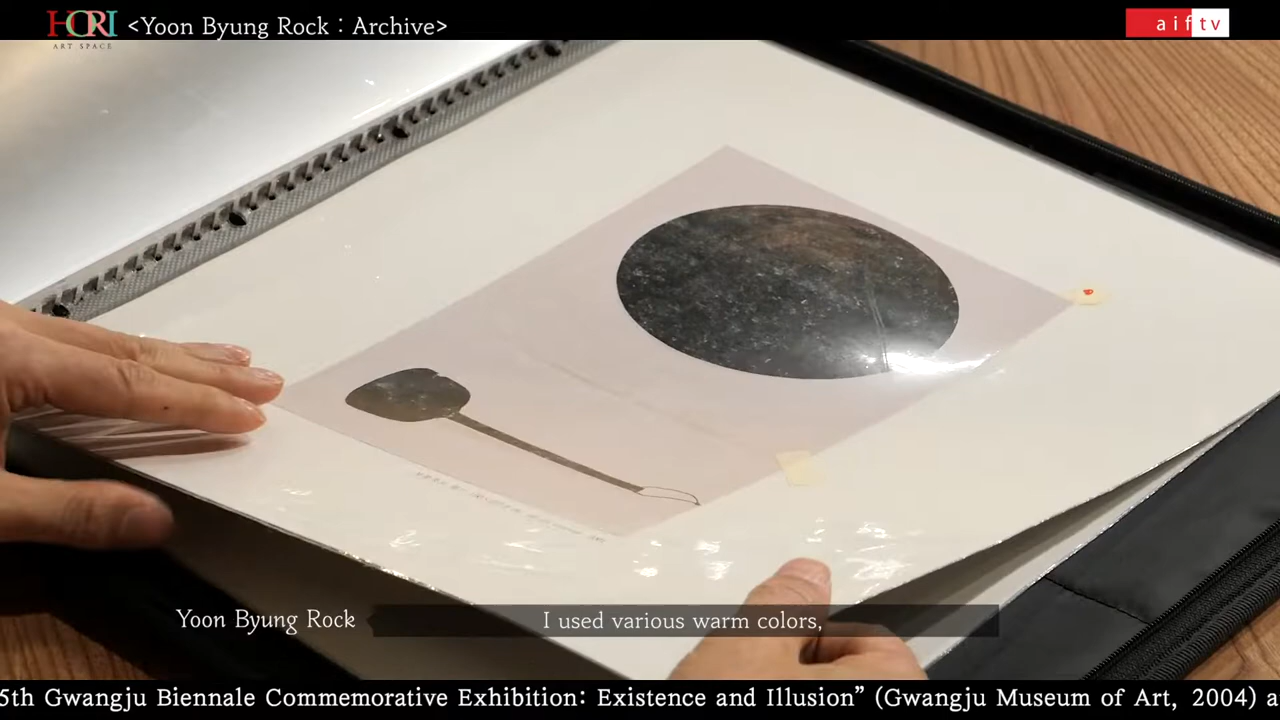 HORI
ART SPACE
<Yoon Byung Rock : Archive>
aiftv
Yoon Byung Rock
I used various warm colors,
5th Gwangju Biennale Commemorative Exhibition: Existence and Illusion” (Gwangju Museum of Art, 2004) a